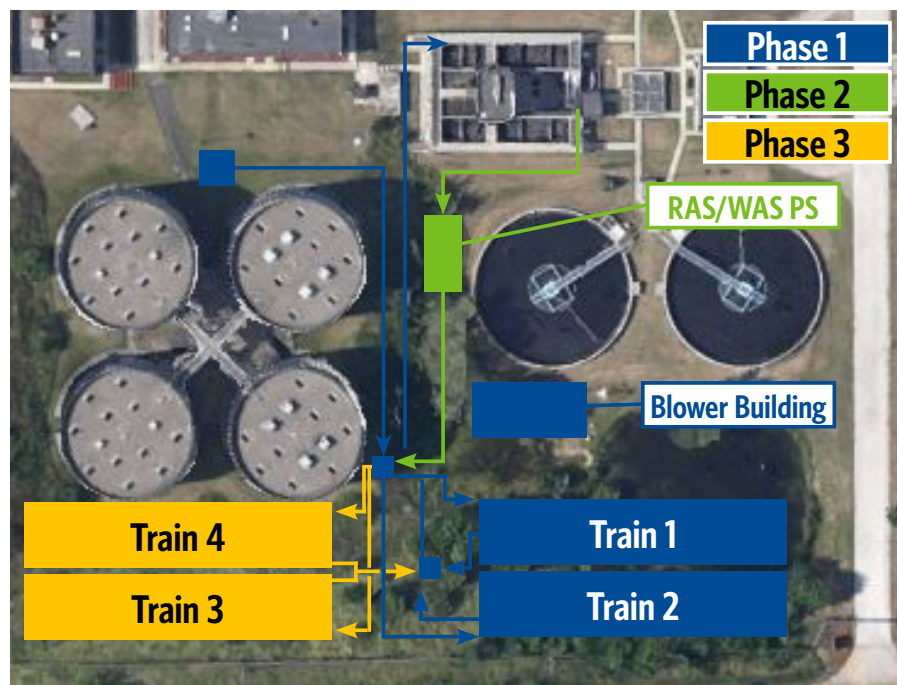 Phase 1
Phase 2
Phase 3
RAS/WAS PS
Blower Building
Train 4
Train 1
Train 3
Train 2